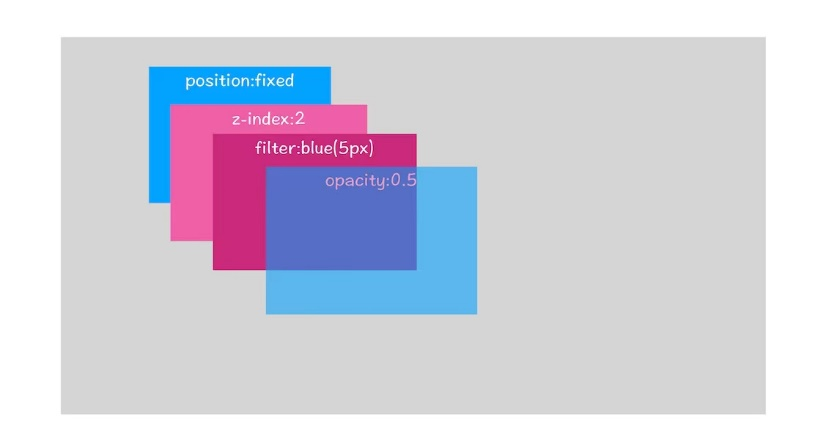 position:fixed
z-index:2
filter:blue(5px)
opacity:0.5